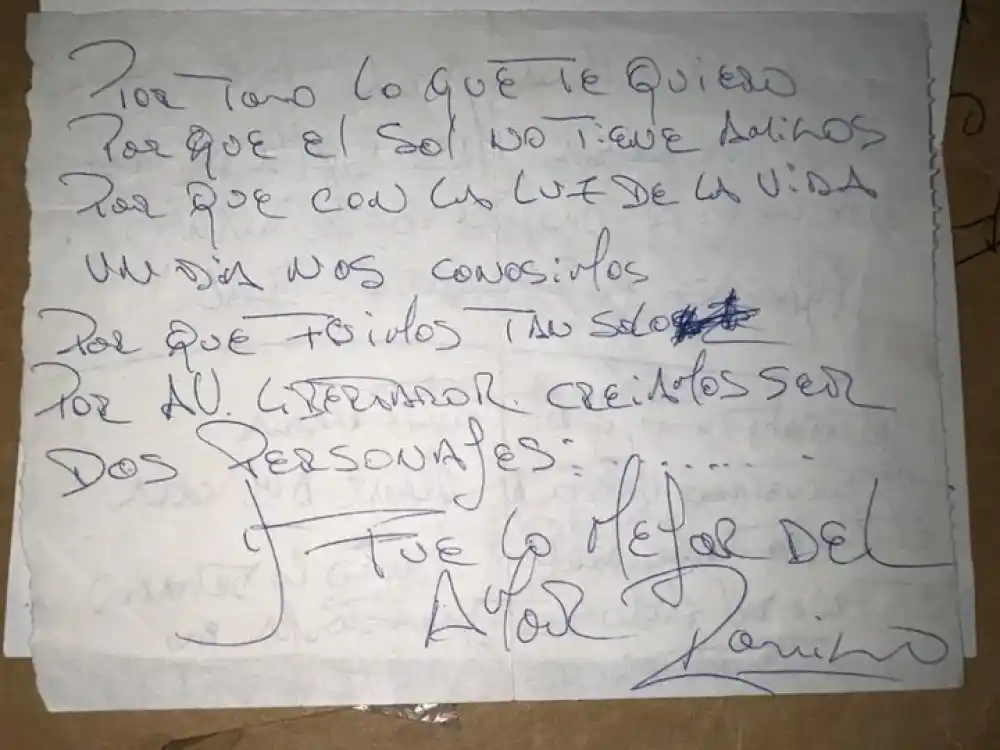 POR TODO LO QUE TE QUIERO
POR QUE EL SOL NO TIENE
POR QUE CON LA LUZ DE LA ViDA
UN DiA NOS CONOSiMOS
POR QUE FUiMOS TAN SOLO
POR AV. LIBERTADOR. CREiAMOS SER
DOS PERSONAJES:.......
Y FUE LO MEJOR DEL
AMOR